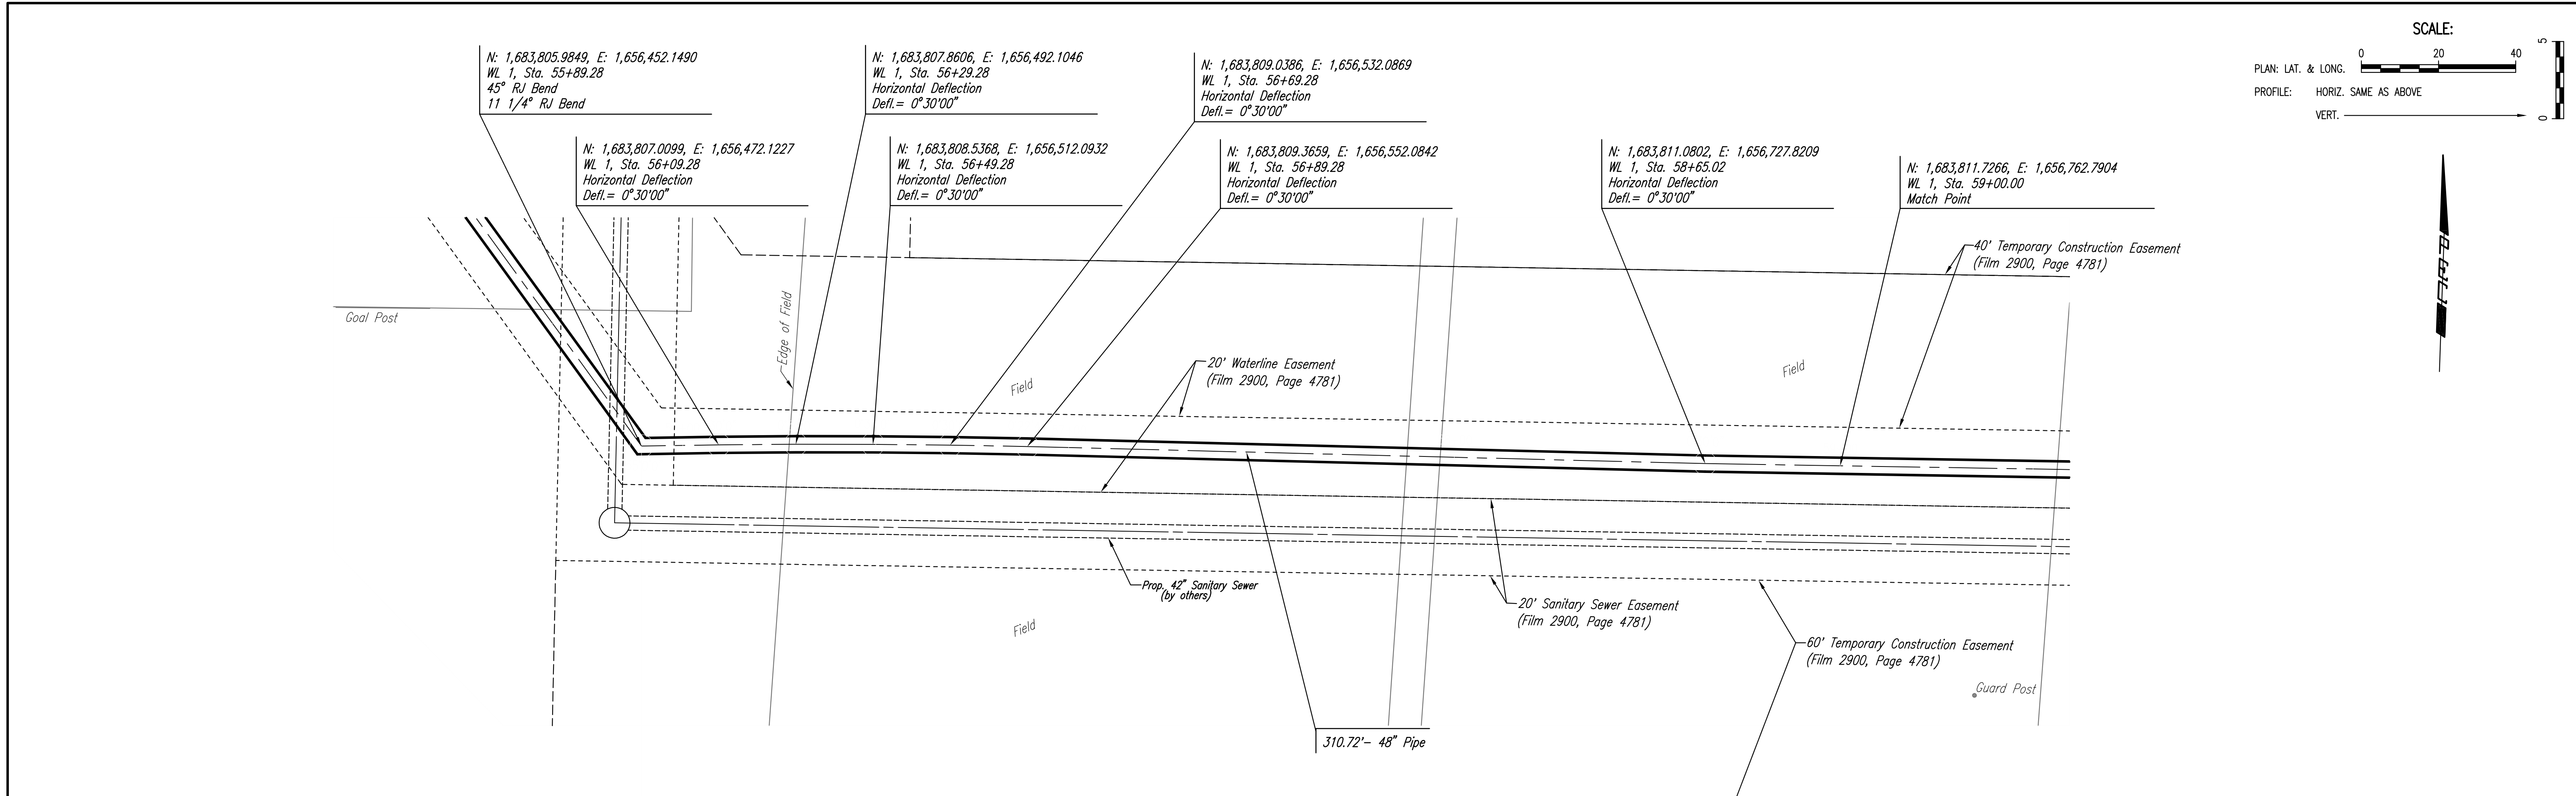 SCALE:
0 20 40
PLAN: LAT. & LONG.
PROFILE: HORIZ. SAME AS ABOVE
VERT.
5
0
N: 1,683,805.9849, E: 1,656,452.1490
WL 1, Sta. 55+89.28
45° RJ Bend
11 1/4° RJ Bend
N: 1,683,807.8606, E: 1,656,492.1046
WL 1, Sta. 56+29.28
Horizontal Deflection
Defl.= 0°30'00"
N: 1,683,809.0386, E: 1,656,532.0869
WL 1, Sta. 56+69.28
Horizontal Deflection
Defl.= 0°30'00"
N: 1,683,807.0099, E: 1,656,472.1227
WL 1, Sta. 56+09.28
Horizontal Deflection
Defl.= 0°30'00"
N: 1,683,808.5368, E: 1,656,512.0932
WL 1, Sta. 56+49.28
Horizontal Deflection
Defl.= 0°30'00"
N: 1,683,809.3659, E: 1,656,552.0842
WL 1, Sta. 56+89.28
Horizontal Deflection
Defl.= 0°30'00"
N: 1,683,811.0802, E: 1,656,727.8209
WL 1, Sta. 58+65.02
Horizontal Deflection
Defl.= 0°30'00"
N: 1,683,811.7266, E: 1,656,762.7904
WL 1, Sta. 59+00.00
Match Point
40' Temporary Construction Easement
(Film 2900, Page 4781)
Goal Post
Edge of Field
20' Waterline Easement
(Film 2900, Page 4781)
Field
Field
Prop. 42" Sanitary Sewer
(by others)
20' Sanitary Sewer Easement
(Film 2900, Page 4781)
Field
60' Temporary Construction Easement
(Film 2900, Page 4781)
Guard Post
310.72'- 48" Pipe